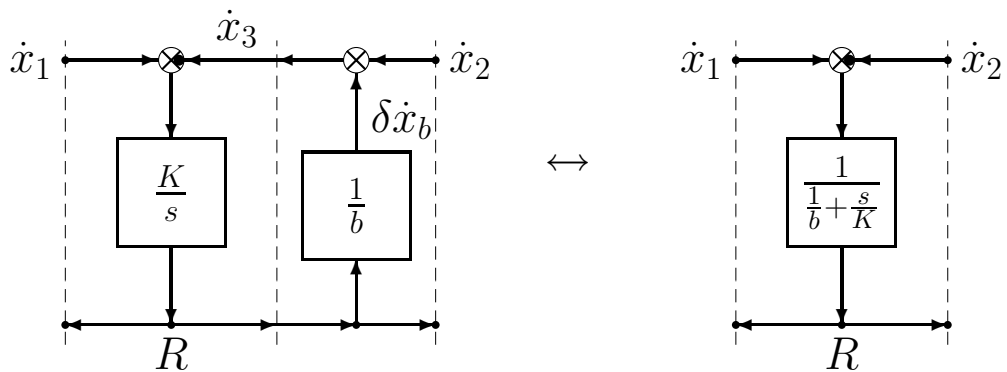 ẋ₁ ẋ₃ ẋ₂ ẋ₁ ẋ₂
δẋ_b
K/s 1/b ↔ 1/(1/b + s/K)
R R